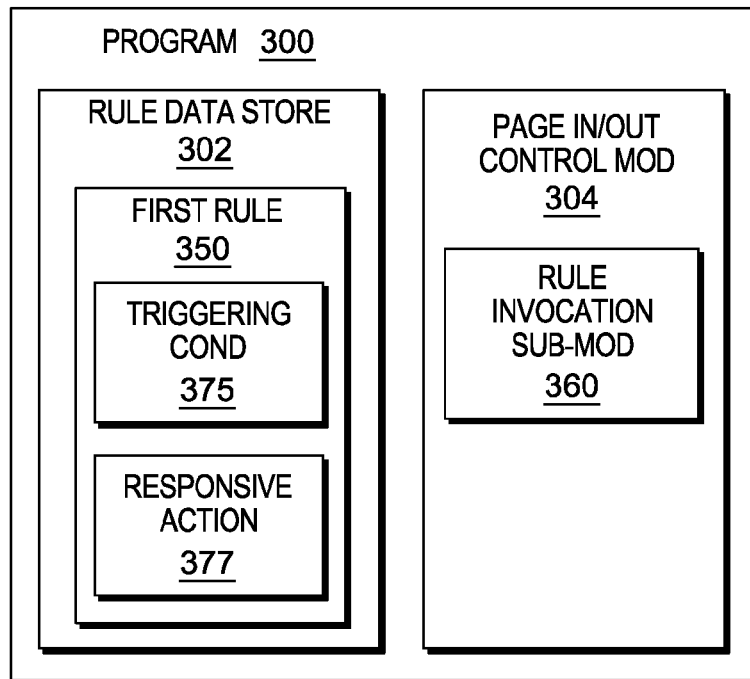 PROGRAM 300
RULE DATA STORE
302
FIRST RULE
350
TRIGGERING
COND
375
RESPONSIVE
ACTION
377
PAGE IN/OUT
CONTROL MOD
304
RULE
INVOCATION
SUB-MOD
360